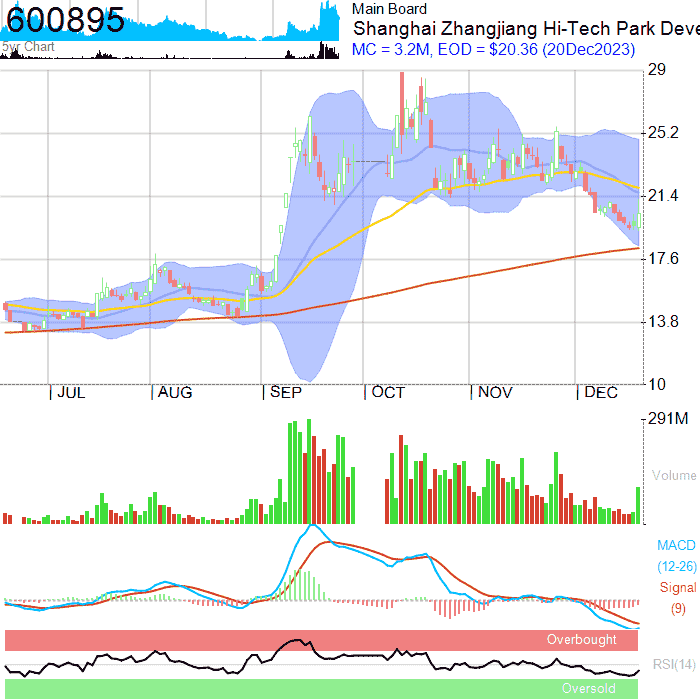 600895
5yr Chart
Main Board
Shanghai Zhangjiang Hi-Tech Park Deve
MC = 3.2M, EOD = $20.36 (20Dec2023)
29
25.2
21.4
17.6
13.8
10
JUL AUG SEP OCT NOV DEC
291M
Volume
MACD
(12-26)
Signal
(9)
Overbought
RSI(14)
Oversold